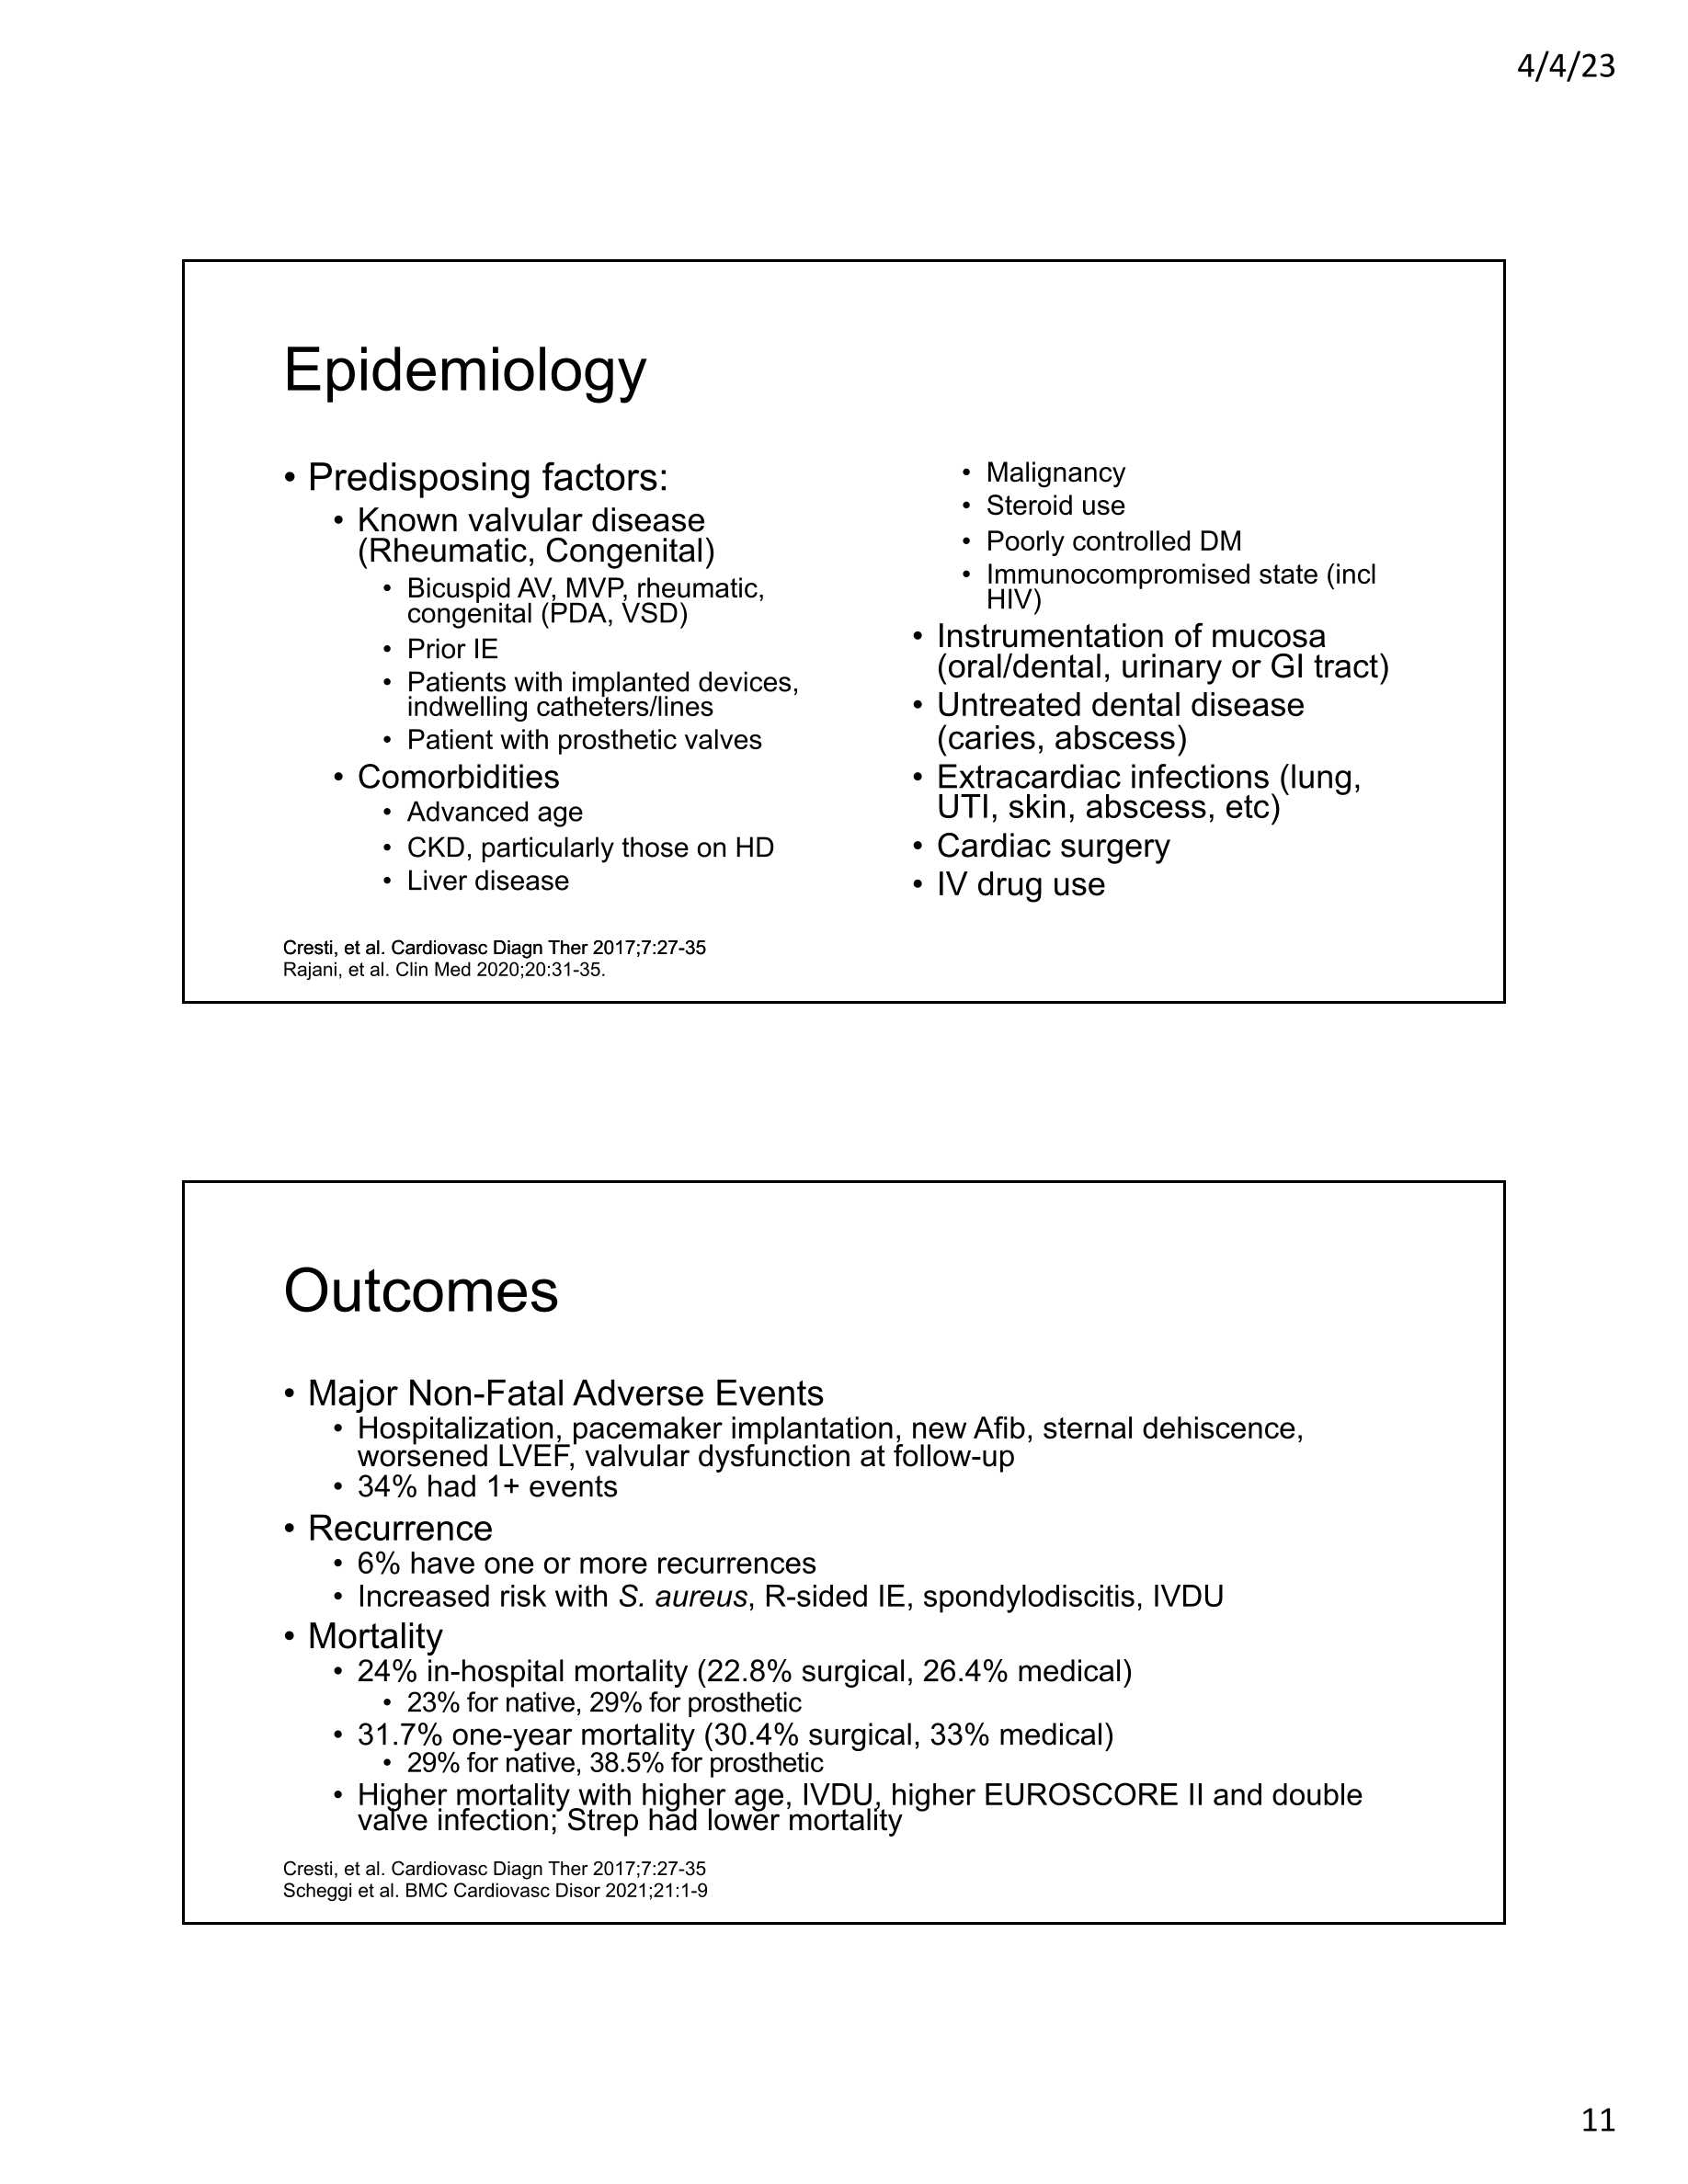 4/4/23
Epidemiology
• Predisposing factors:
• Known valvular disease
(Rheumatic, Congenital)
• Bicuspid AV, MVP, rheumatic,
congenital (PDA, VSD)
• Prior IE
• Patients with implanted devices,
indwelling catheters/lines
• Patient with prosthetic valves
• Comorbidities
• Advanced age
• CKD, particularly those on HD
• Liver disease
• Malignancy
• Steroid use
• Poorly controlled DM
• Immunocompromised state (incl
HIV)
• Instrumentation of mucosa
(oral/dental, urinary or GI tract)
• Untreated dental disease
(caries, abscess)
• Extracardiac infections (lung,
UTI, skin, abscess, etc)
• Cardiac surgery
• IV drug use
Cresti, et al. Cardiovasc Diagn Ther 2017;7:27-35
Rajani, et al. Clin Med 2020;20:31-35.
Outcomes
• Major Non-Fatal Adverse Events
• Hospitalization, pacemaker implantation, new Afib, sternal dehiscence,
worsened LVEF, valvular dysfunction at follow-up
• 34% had 1+ events
• Recurrence
• 6% have one or more recurrences
• Increased risk with S. aureus, R-sided IE, spondylodiscitis, IVDU
• Mortality
• 24% in-hospital mortality (22.8% surgical, 26.4% medical)
• 23% for native, 29% for prosthetic
• 31.7% one-year mortality (30.4% surgical, 33% medical)
• 29% for native, 38.5% for prosthetic
• Higher mortality with higher age, IVDU, higher EUROSCORE II and double
valve infection; Strep had lower mortality
Cresti, et al. Cardiovasc Diagn Ther 2017;7:27-35
Scheggi et al. BMC Cardiovasc Disor 2021;21:1-9
11